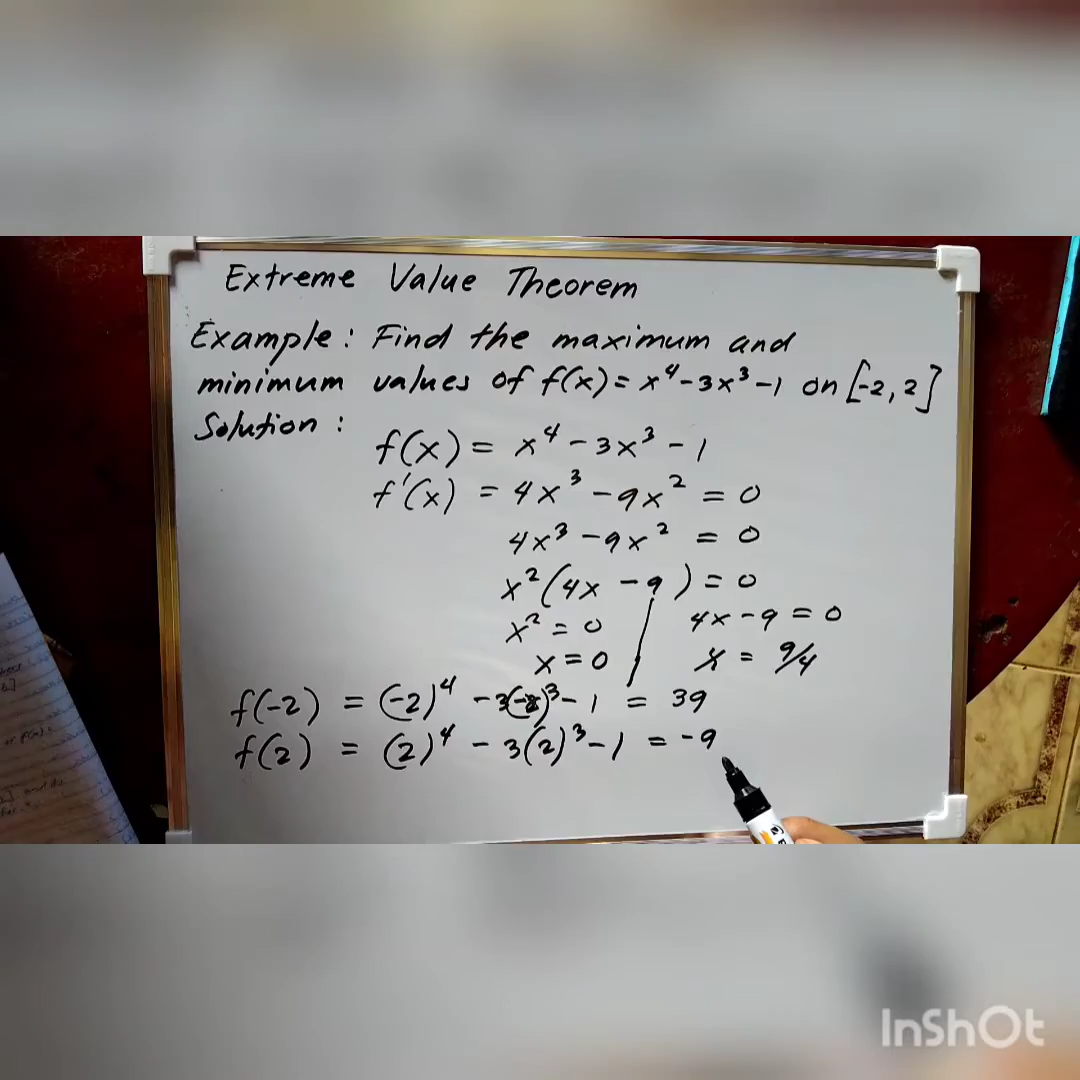 Extreme Value Theorem
Example: Find the maximum and
minimum values of f(x) = x⁴ - 3x³ - 1 on [-2, 2]
Solution:
f(x) = x⁴ - 3x³ - 1
f'(x) = 4x³ - 9x² = 0
4x³ - 9x² = 0
x²(4x - 9) = 0
x² = 0 / 4x - 9 = 0
x = 0 x = 9/4
f(-2) = (-2)⁴ - 3(-2)³ - 1 = 39
f(2) = (2)⁴ - 3(2)³ - 1 = -9
InShOt